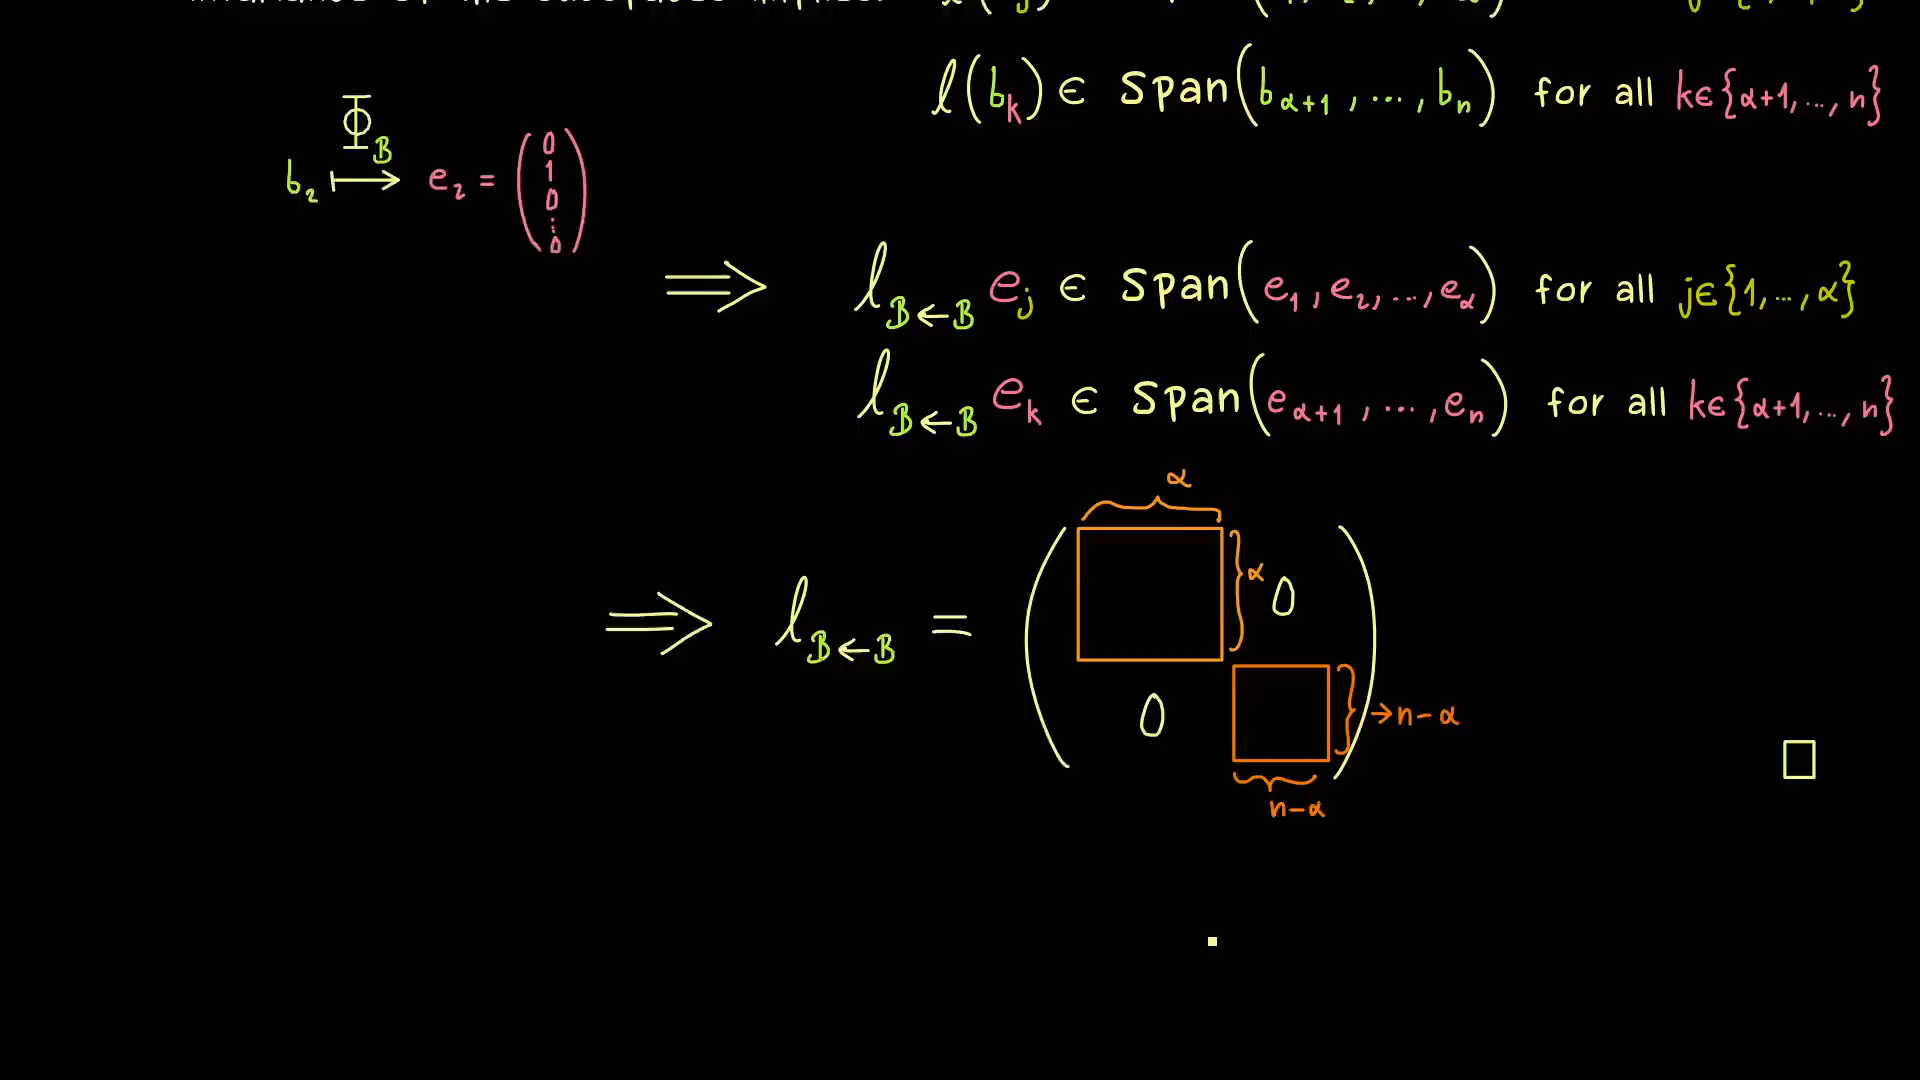 ℓ(b_k) ∈ Span(b_{α+1}, ..., b_n) for all k∈{α+1, ..., n}
Φ_B
b_2 ⟼ e_2 = (0 1 0 ⋮ 0)
⟹ ℓ_{B←B} e_j ∈ Span(e_1, e_2, ..., e_α) for all j∈{1, ..., α}
ℓ_{B←B} e_k ∈ Span(e_{α+1}, ..., e_n) for all k∈{α+1, ..., n}
α
α 0
⟹ ℓ_{B←B} =
0 → n-α
n-α
□